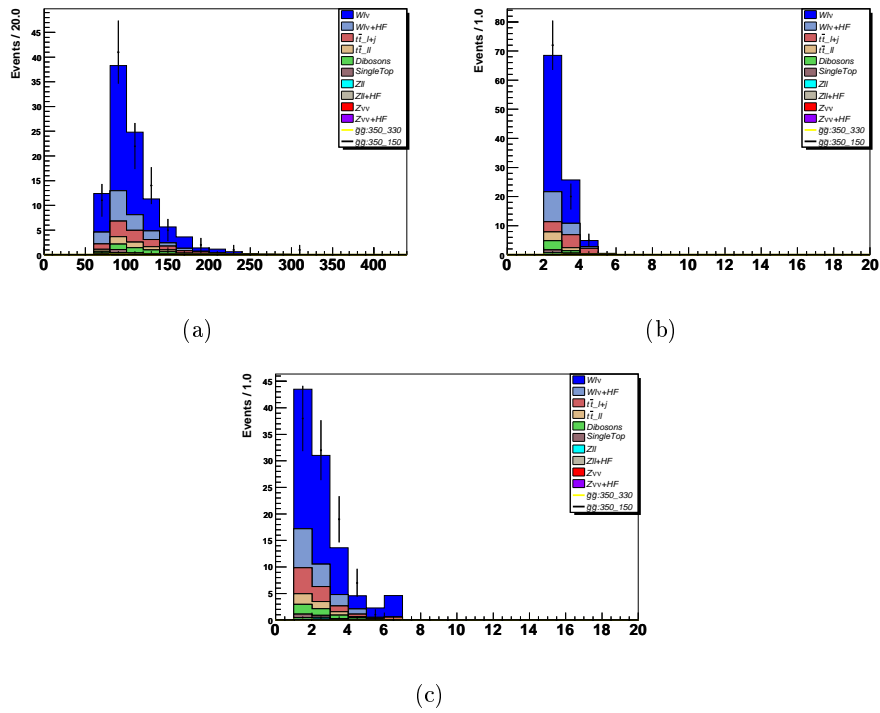 Events / 20.0
45
40
35
30
25
20
15
10
5
0
0 50 100 150 200 250 300 350 400
Wlν
Wlν+HF
tt̄_l+j
tt̄_ll
Dibosons
SingleTop
Zll
Zll+HF
Zνν
Zνν+HF
g̃g̃:350_330
g̃g̃:350_150
(a)
Events / 1.0
80
70
60
50
40
30
20
10
0
0 2 4 6 8 10 12 14 16 18 20
Wlν
Wlν+HF
tt̄_l+j
tt̄_ll
Dibosons
SingleTop
Zll
Zll+HF
Zνν
Zνν+HF
g̃g̃:350_330
g̃g̃:350_150
(b)
Events / 1.0
45
40
35
30
25
20
15
10
5
0
0 2 4 6 8 10 12 14 16 18 20
Wlν
Wlν+HF
tt̄_l+j
tt̄_ll
Dibosons
SingleTop
Zll
Zll+HF
Zνν
Zνν+HF
g̃g̃:350_330
g̃g̃:350_150
(c)